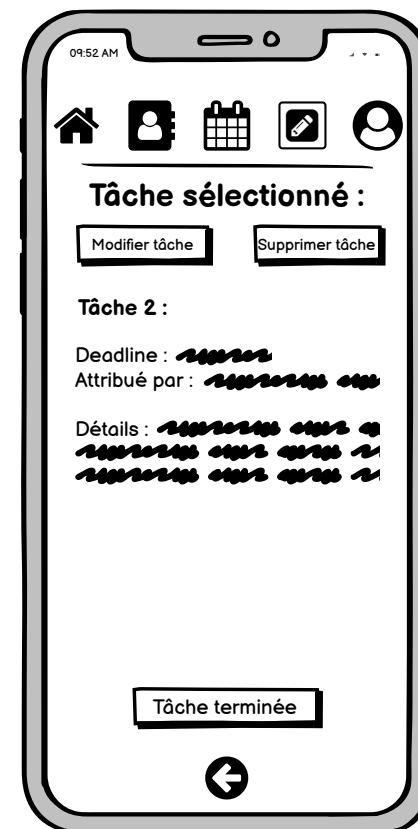 09:52 AM
Tâche sélectionné :
Modifier tâche
Supprimer tâche
Tâche 2 :
Deadline :
Attribué par :
Détails :
Tâche terminée